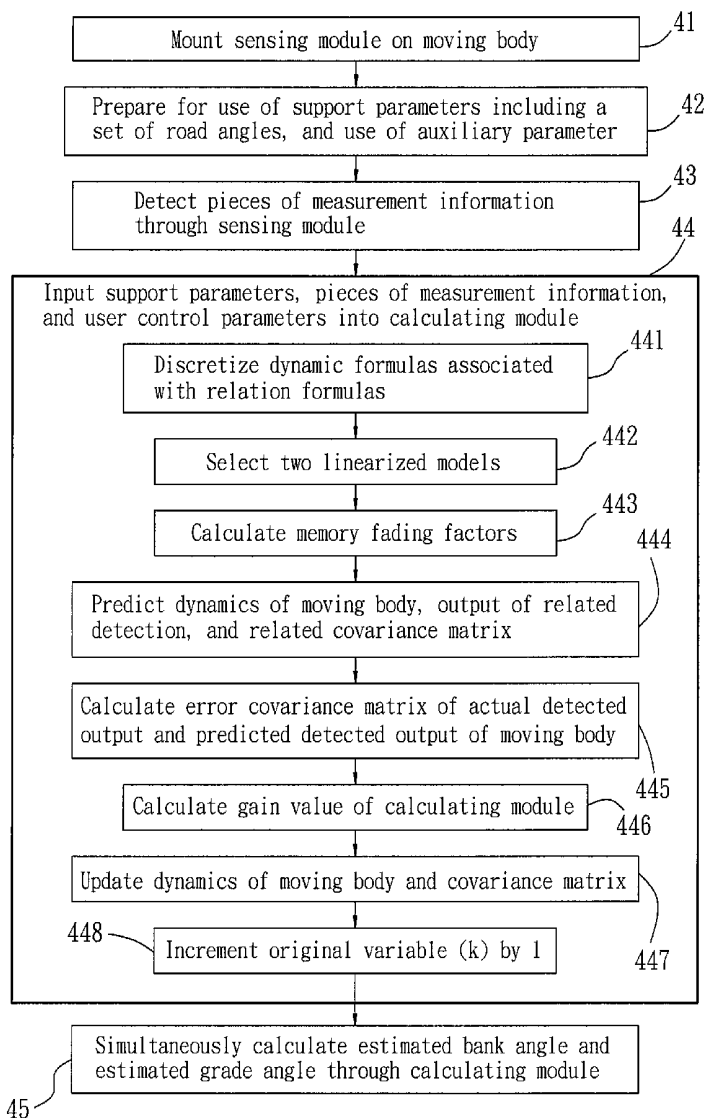 Mount sensing module on moving body
41
Prepare for use of support parameters including a
set of road angles, and use of auxiliary parameter
42
Detect pieces of measurement information
through sensing module
43
44
Input support parameters, pieces of measurement information,
and user control parameters into calculating module
Discretize dynamic formulas associated
with relation formulas
441
Select two linearized models
442
Calculate memory fading factors
443
Predict dynamics of moving body, output of related
detection, and related covariance matrix
444
Calculate error covariance matrix of actual detected
output and predicted detected output of moving body
445
Calculate gain value of calculating module
446
Update dynamics of moving body and covariance matrix
447
448
Increment original variable (k) by 1
Simultaneously calculate estimated bank angle and
estimated grade angle through calculating module
45